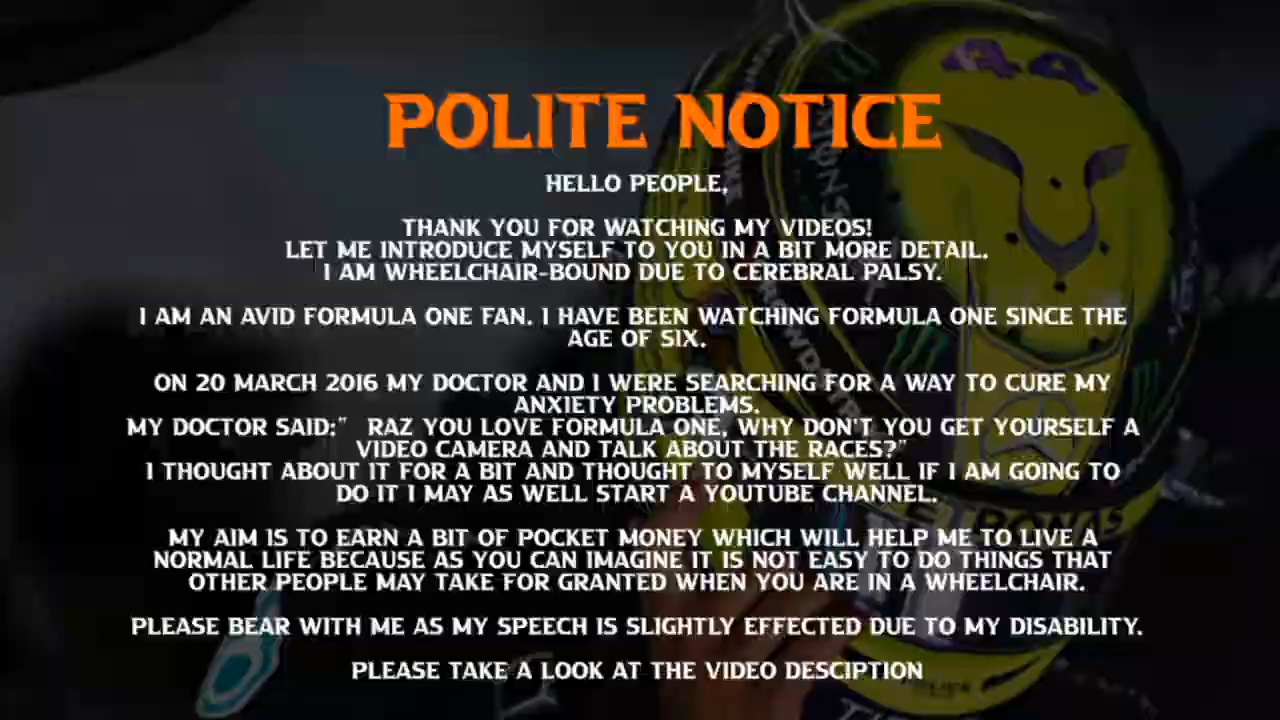 POLITE NOTICE
HELLO PEOPLE,
THANK YOU FOR WATCHING MY VIDEOS!
LET ME INTRODUCE MYSELF TO YOU IN A BIT MORE DETAIL.
I AM WHEELCHAIR-BOUND DUE TO CEREBRAL PALSY.
I AM AN AVID FORMULA ONE FAN. I HAVE BEEN WATCHING FORMULA ONE SINCE THE
AGE OF SIX.
ON 20 MARCH 2016 MY DOCTOR AND I WERE SEARCHING FOR A WAY TO CURE MY
ANXIETY PROBLEMS.
MY DOCTOR SAID:" RAZ YOU LOVE FORMULA ONE, WHY DON'T YOU GET YOURSELF A
VIDEO CAMERA AND TALK ABOUT THE RACES?"
I THOUGHT ABOUT IT FOR A BIT AND THOUGHT TO MYSELF WELL IF I AM GOING TO
DO IT I MAY AS WELL START A YOUTUBE CHANNEL.
MY AIM IS TO EARN A BIT OF POCKET MONEY WHICH WILL HELP ME TO LIVE A
NORMAL LIFE BECAUSE AS YOU CAN IMAGINE IT IS NOT EASY TO DO THINGS THAT
OTHER PEOPLE MAY TAKE FOR GRANTED WHEN YOU ARE IN A WHEELCHAIR.
PLEASE BEAR WITH ME AS MY SPEECH IS SLIGHTLY EFFECTED DUE TO MY DISABILITY.
PLEASE TAKE A LOOK AT THE VIDEO DESCIPTION